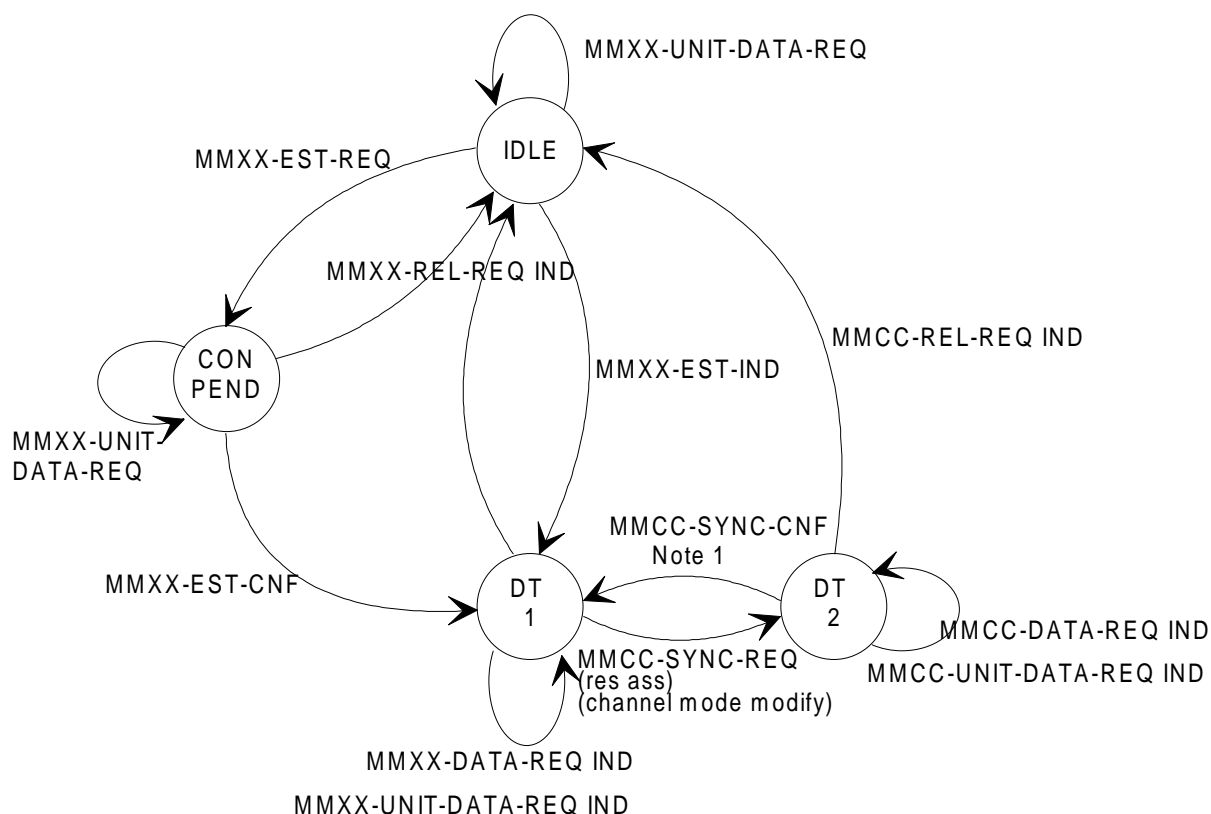 MMXX-UNIT-DATA-REQ
IDLE
MMXX-EST-REQ
MMXX-REL-REQ IND
MMCC-REL-REQ IND
CON
PEND
MMXX-EST-IND
MMXX-UNIT-
DATA-REQ
MMCC-SYNC-CNF
Note 1
MMXX-EST-CNF
DT
1
DT
2
MMCC-DATA-REQ IND
MMCC-UNIT-DATA-REQ IND
MMCC-SYNC-REQ
(res ass)
(channel mode modify)
MMXX-DATA-REQ IND
MMXX-UNIT-DATA-REQ IND